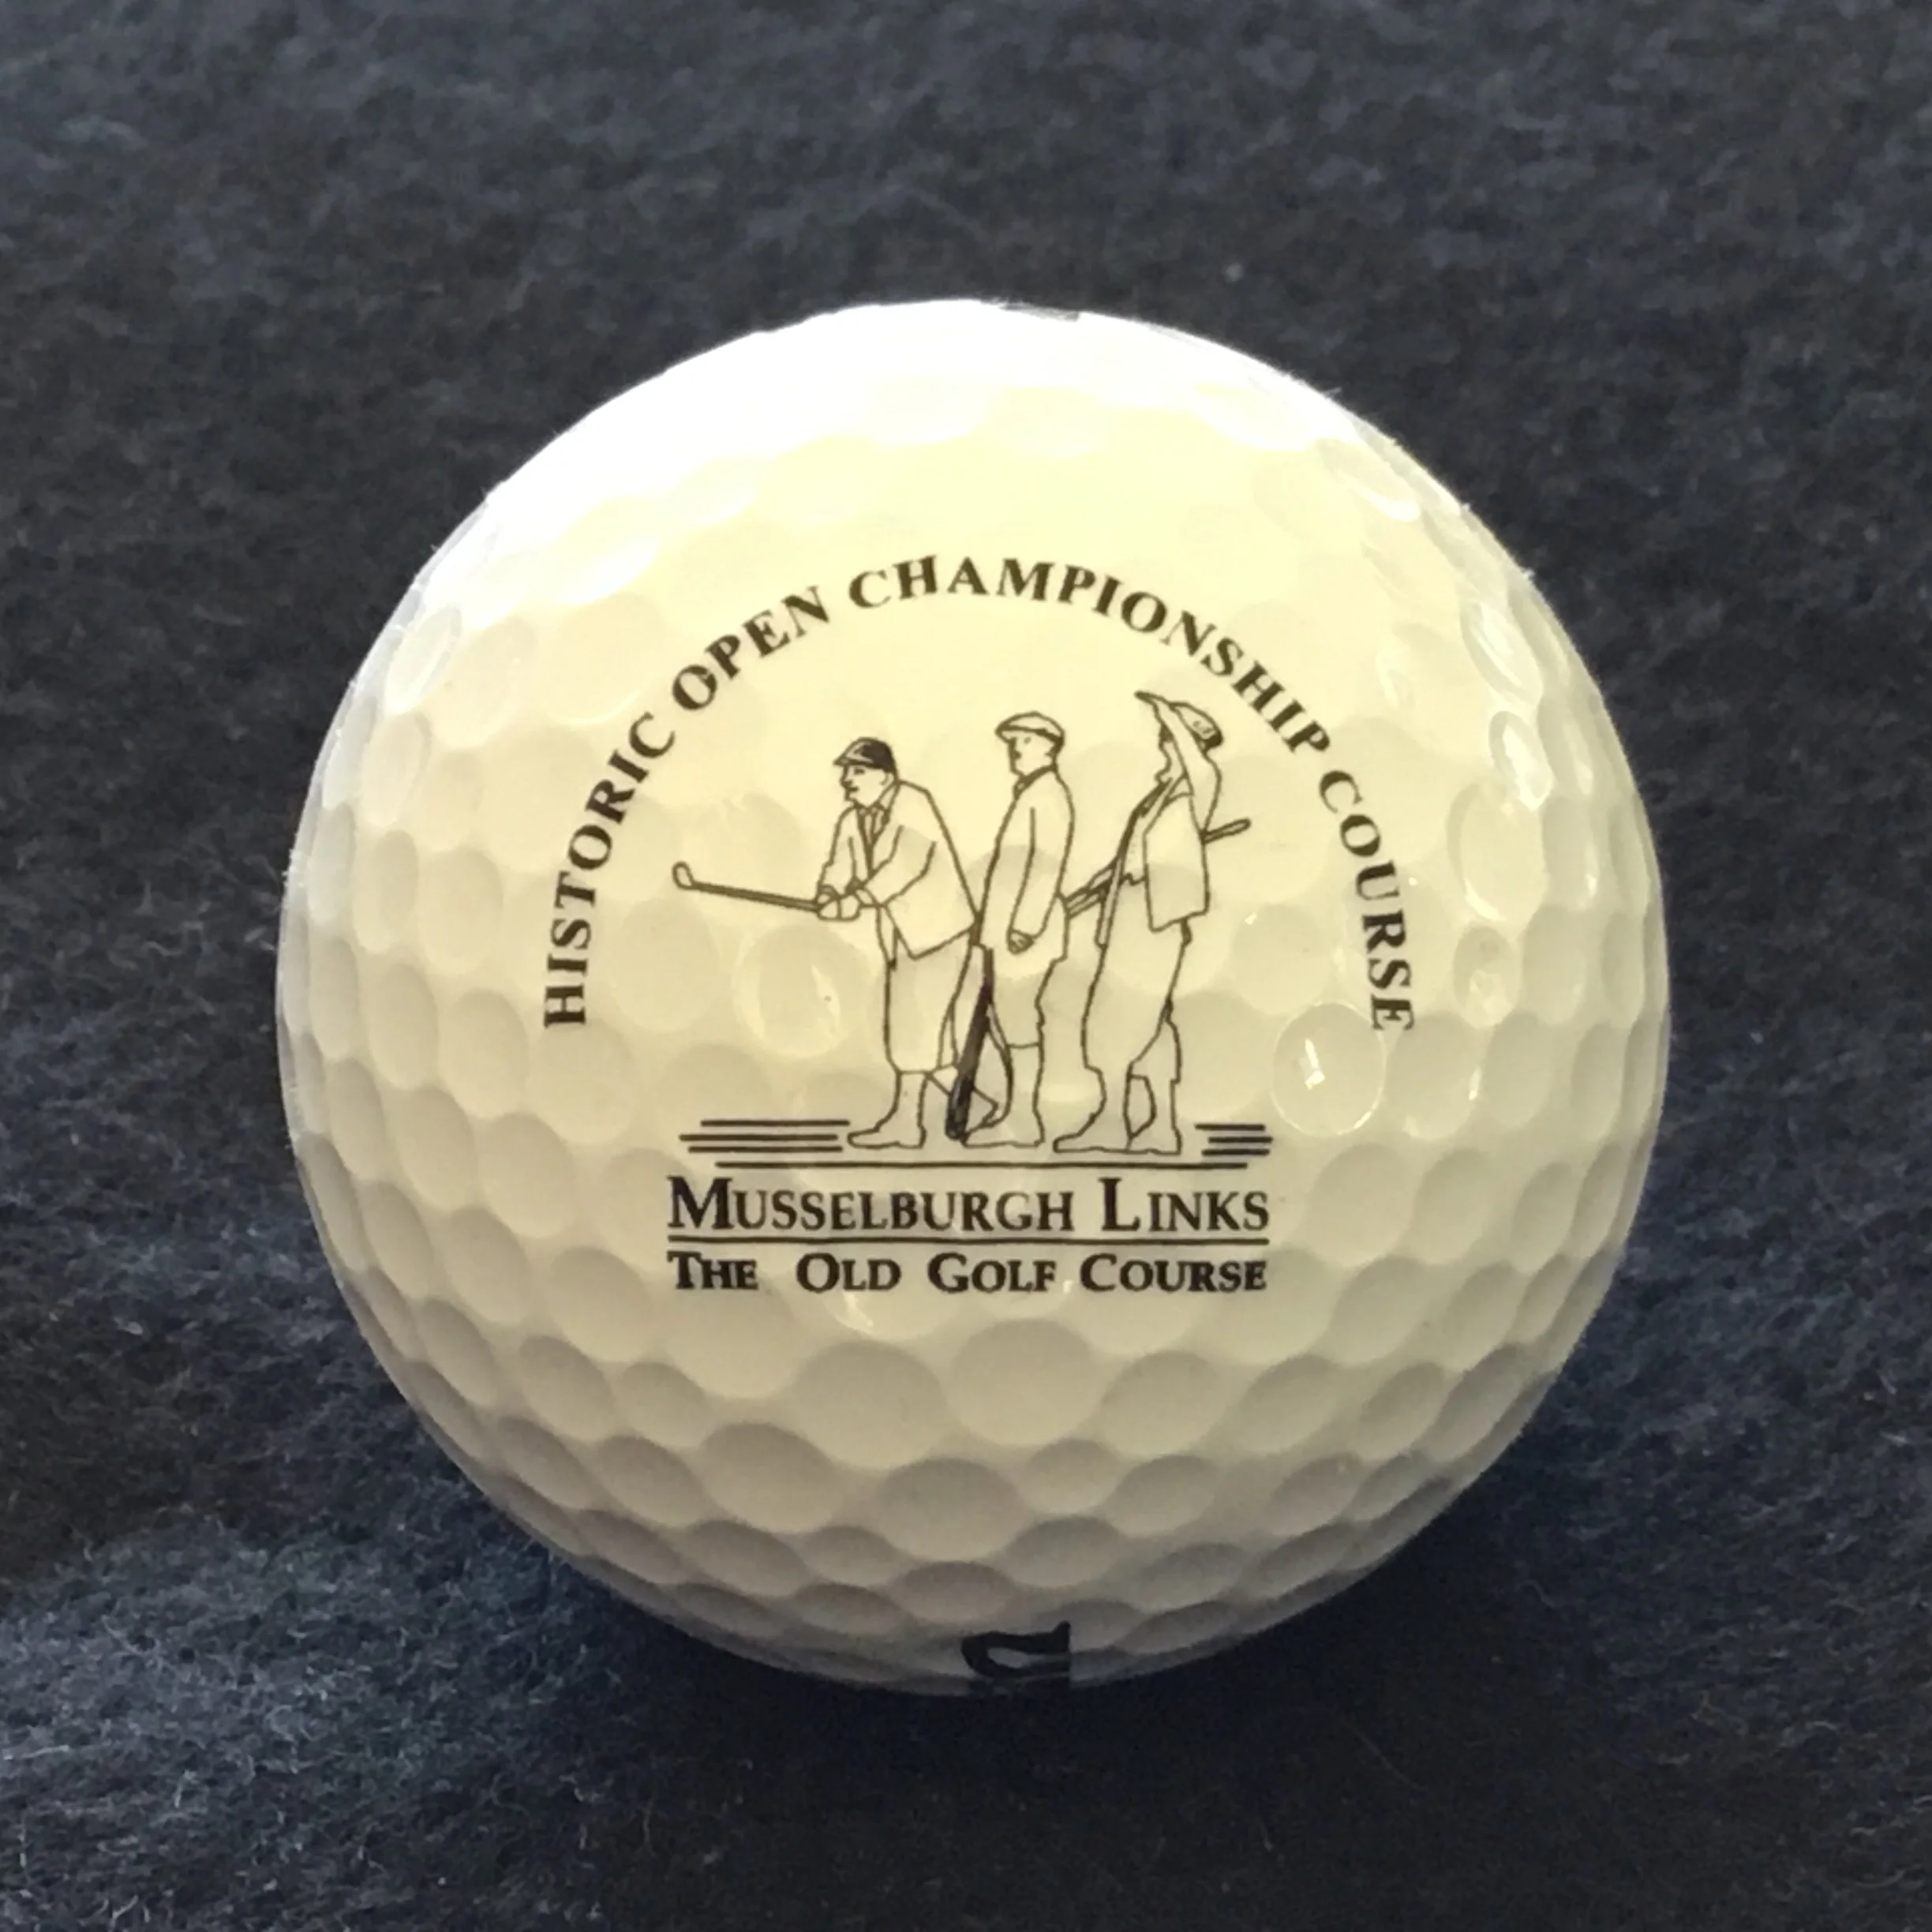 HISTORIC OPEN CHAMPIONSHIP COURSE
MUSSELBURGH LINKS
THE OLD GOLF COURSE